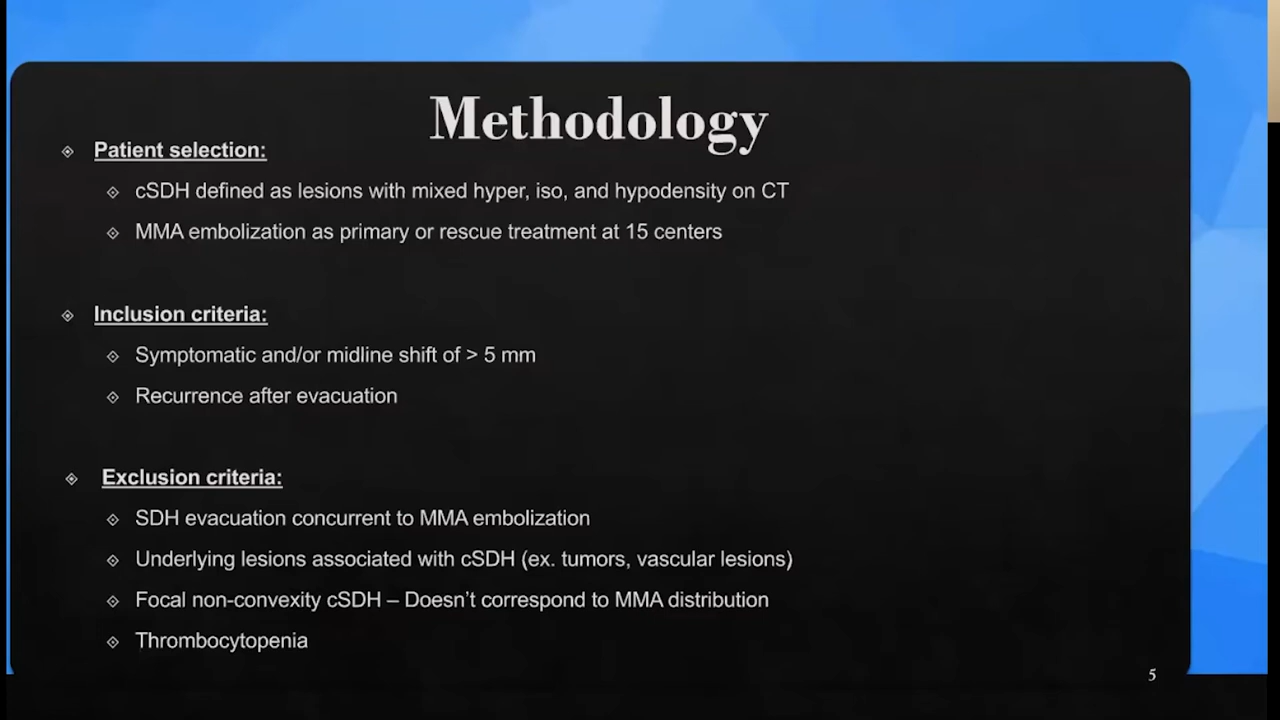 Methodology
Patient selection:
cSDH defined as lesions with mixed hyper, iso, and hypodensity on CT
MMA embolization as primary or rescue treatment at 15 centers
Inclusion criteria:
Symptomatic and/or midline shift of > 5 mm
Recurrence after evacuation
Exclusion criteria:
SDH evacuation concurrent to MMA embolization
Underlying lesions associated with cSDH (ex. tumors, vascular lesions)
Focal non-convexity cSDH – Doesn’t correspond to MMA distribution
Thrombocytopenia
5